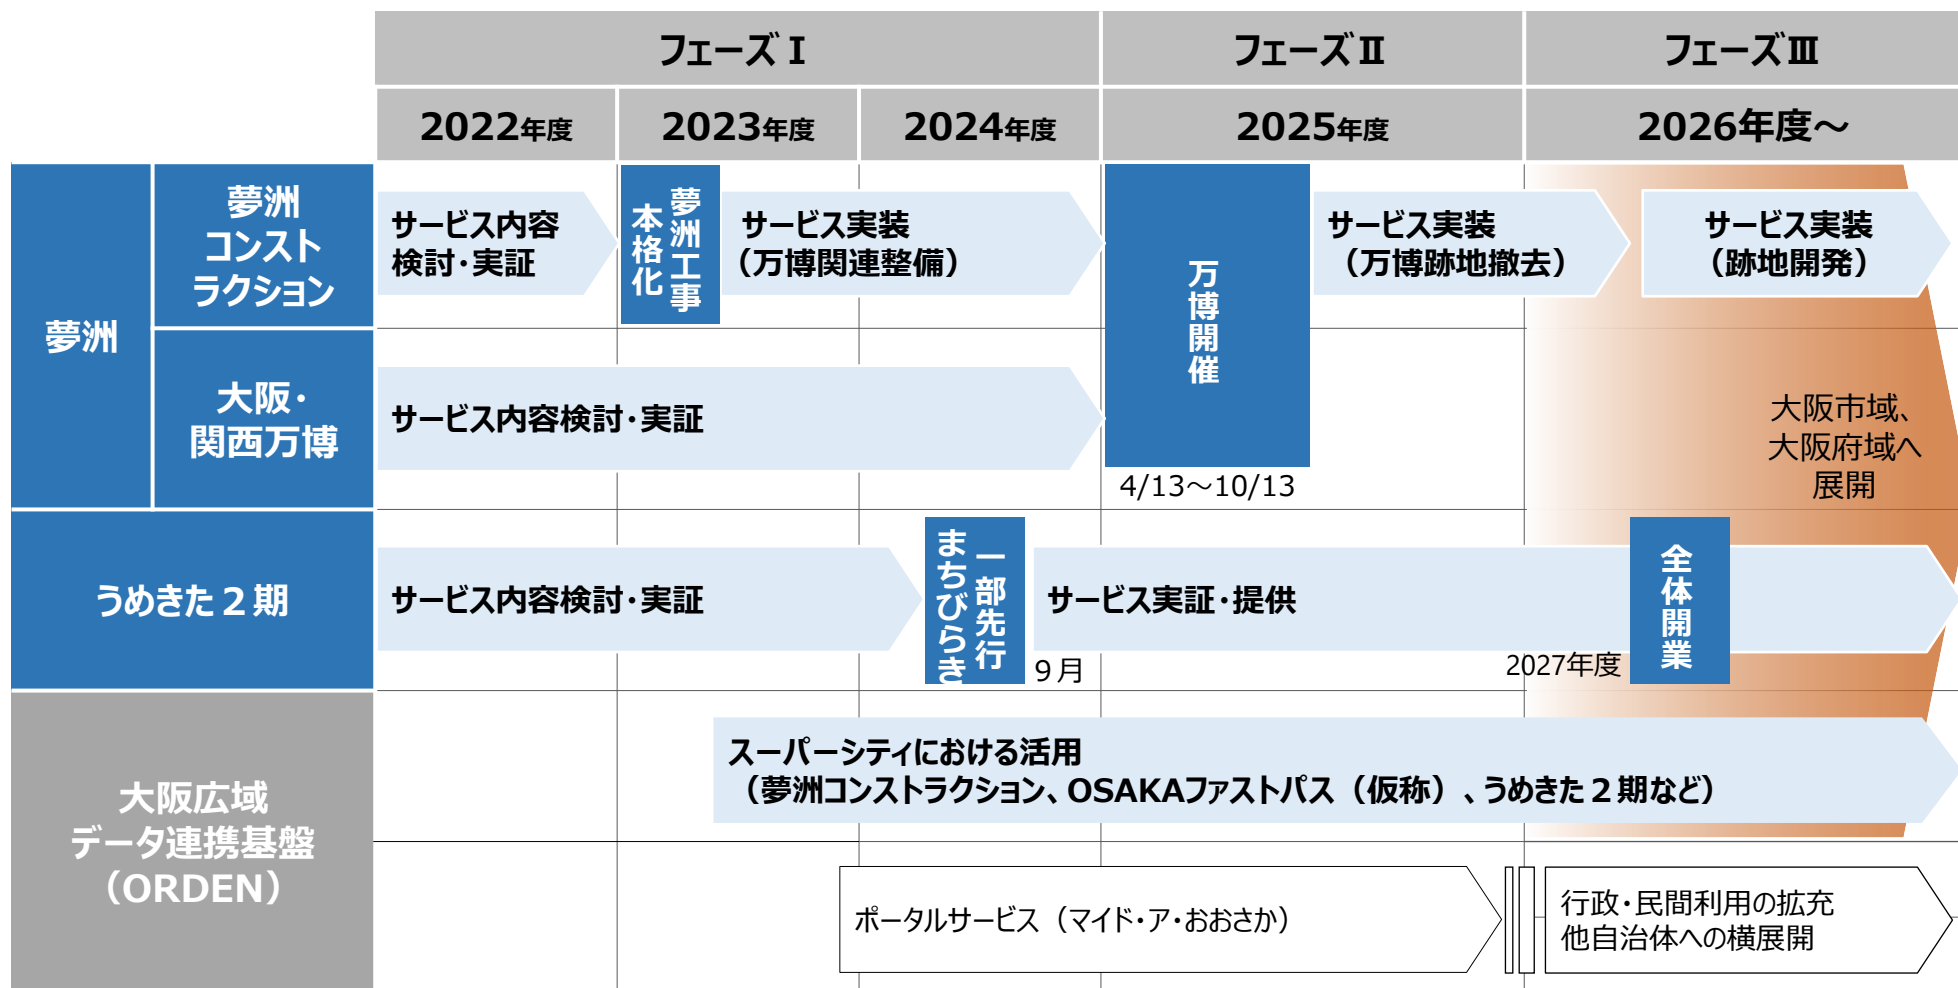 フェーズⅠ
フェーズⅡ
フェーズⅢ
2022年度
2023年度
2024年度
2025年度
2026年度～
夢洲
夢洲
コンスト
ラクション
サービス内容
検討・実証
夢洲工事
本格化
サービス実装
（万博関連整備）
万博開催
4/13～10/13
サービス実装
（万博跡地撤去）
サービス実装
（跡地開発）
大阪・
関西万博
サービス内容検討・実証
大阪市域、
大阪府域へ
展開
うめきた２期
サービス内容検討・実証
一部先行
まちびらき
９月
サービス実証・提供
2027年度
全体開業
大阪広域
データ連携基盤
（ORDEN）
スーパーシティにおける活用
（夢洲コンストラクション、OSAKAファストパス（仮称）、うめきた２期など）
ポータルサービス（マイド・ア・おおさか）
行政・民間利用の拡充
他自治体への横展開